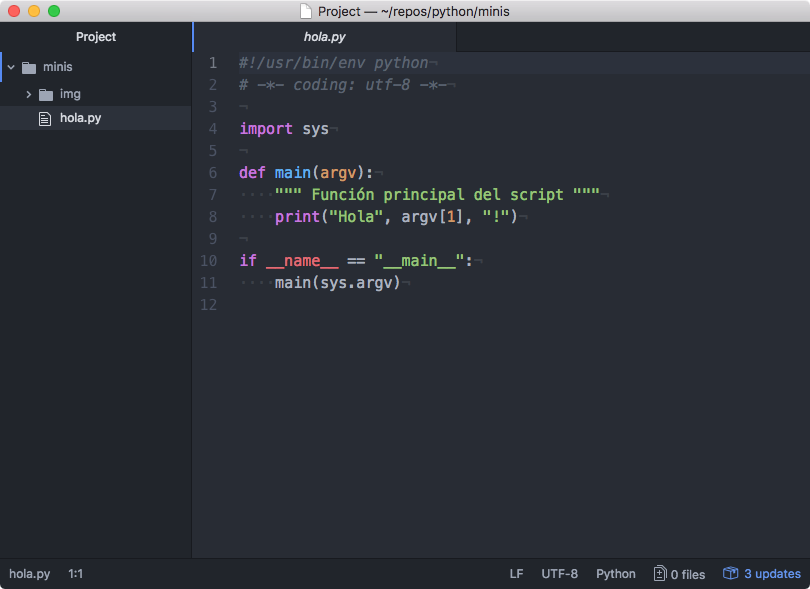 Project — ~/repos/python/minis
Project
minis
img
hola.py
hola.py
1 #!/usr/bin/env python¬
2 # -*- coding: utf-8 -*-¬
3 ¬
4 import sys¬
5 ¬
6 def main(argv):¬
7 ····""" Función principal del script """¬
8 ····print("Hola", argv[1], "!")¬
9 ¬
10 if __name__ == "__main__":¬
11 ····main(sys.argv)¬
12
hola.py 1:1 LF UTF-8 Python 0 files 3 updates